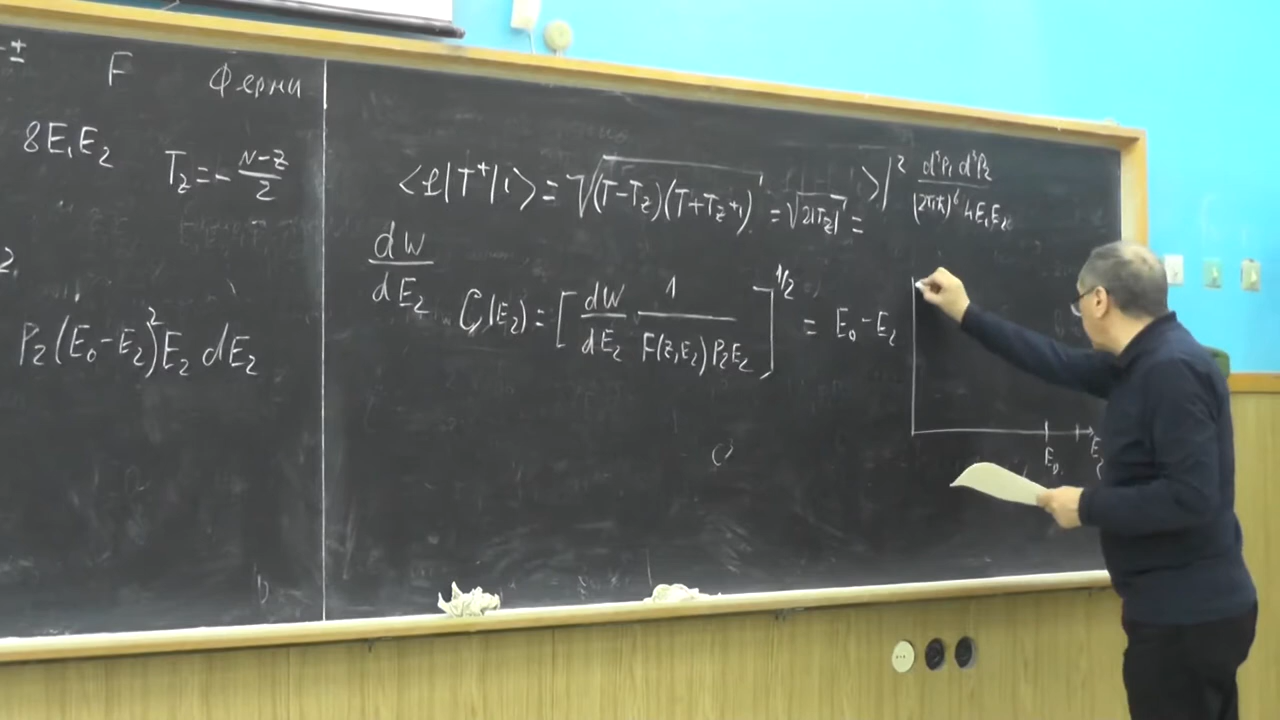 ±
F Ферми
8E₁E₂
T_z = - (N-Z)/2
P₂(E₀-E₂)²E₂ dE₂
<f|T⁺|i> = √((T-T_z)(T+T_z+1)) = √(2|T_z|) =
>|² d³P₁ d³P₂ / (2πħ)⁶ 4E₁E₂
dW/dE₂
C(E₂) = [dW/dE₂ 1/(F(z,E₂)P₂E₂)]^(1/2) = E₀-E₂
E₀